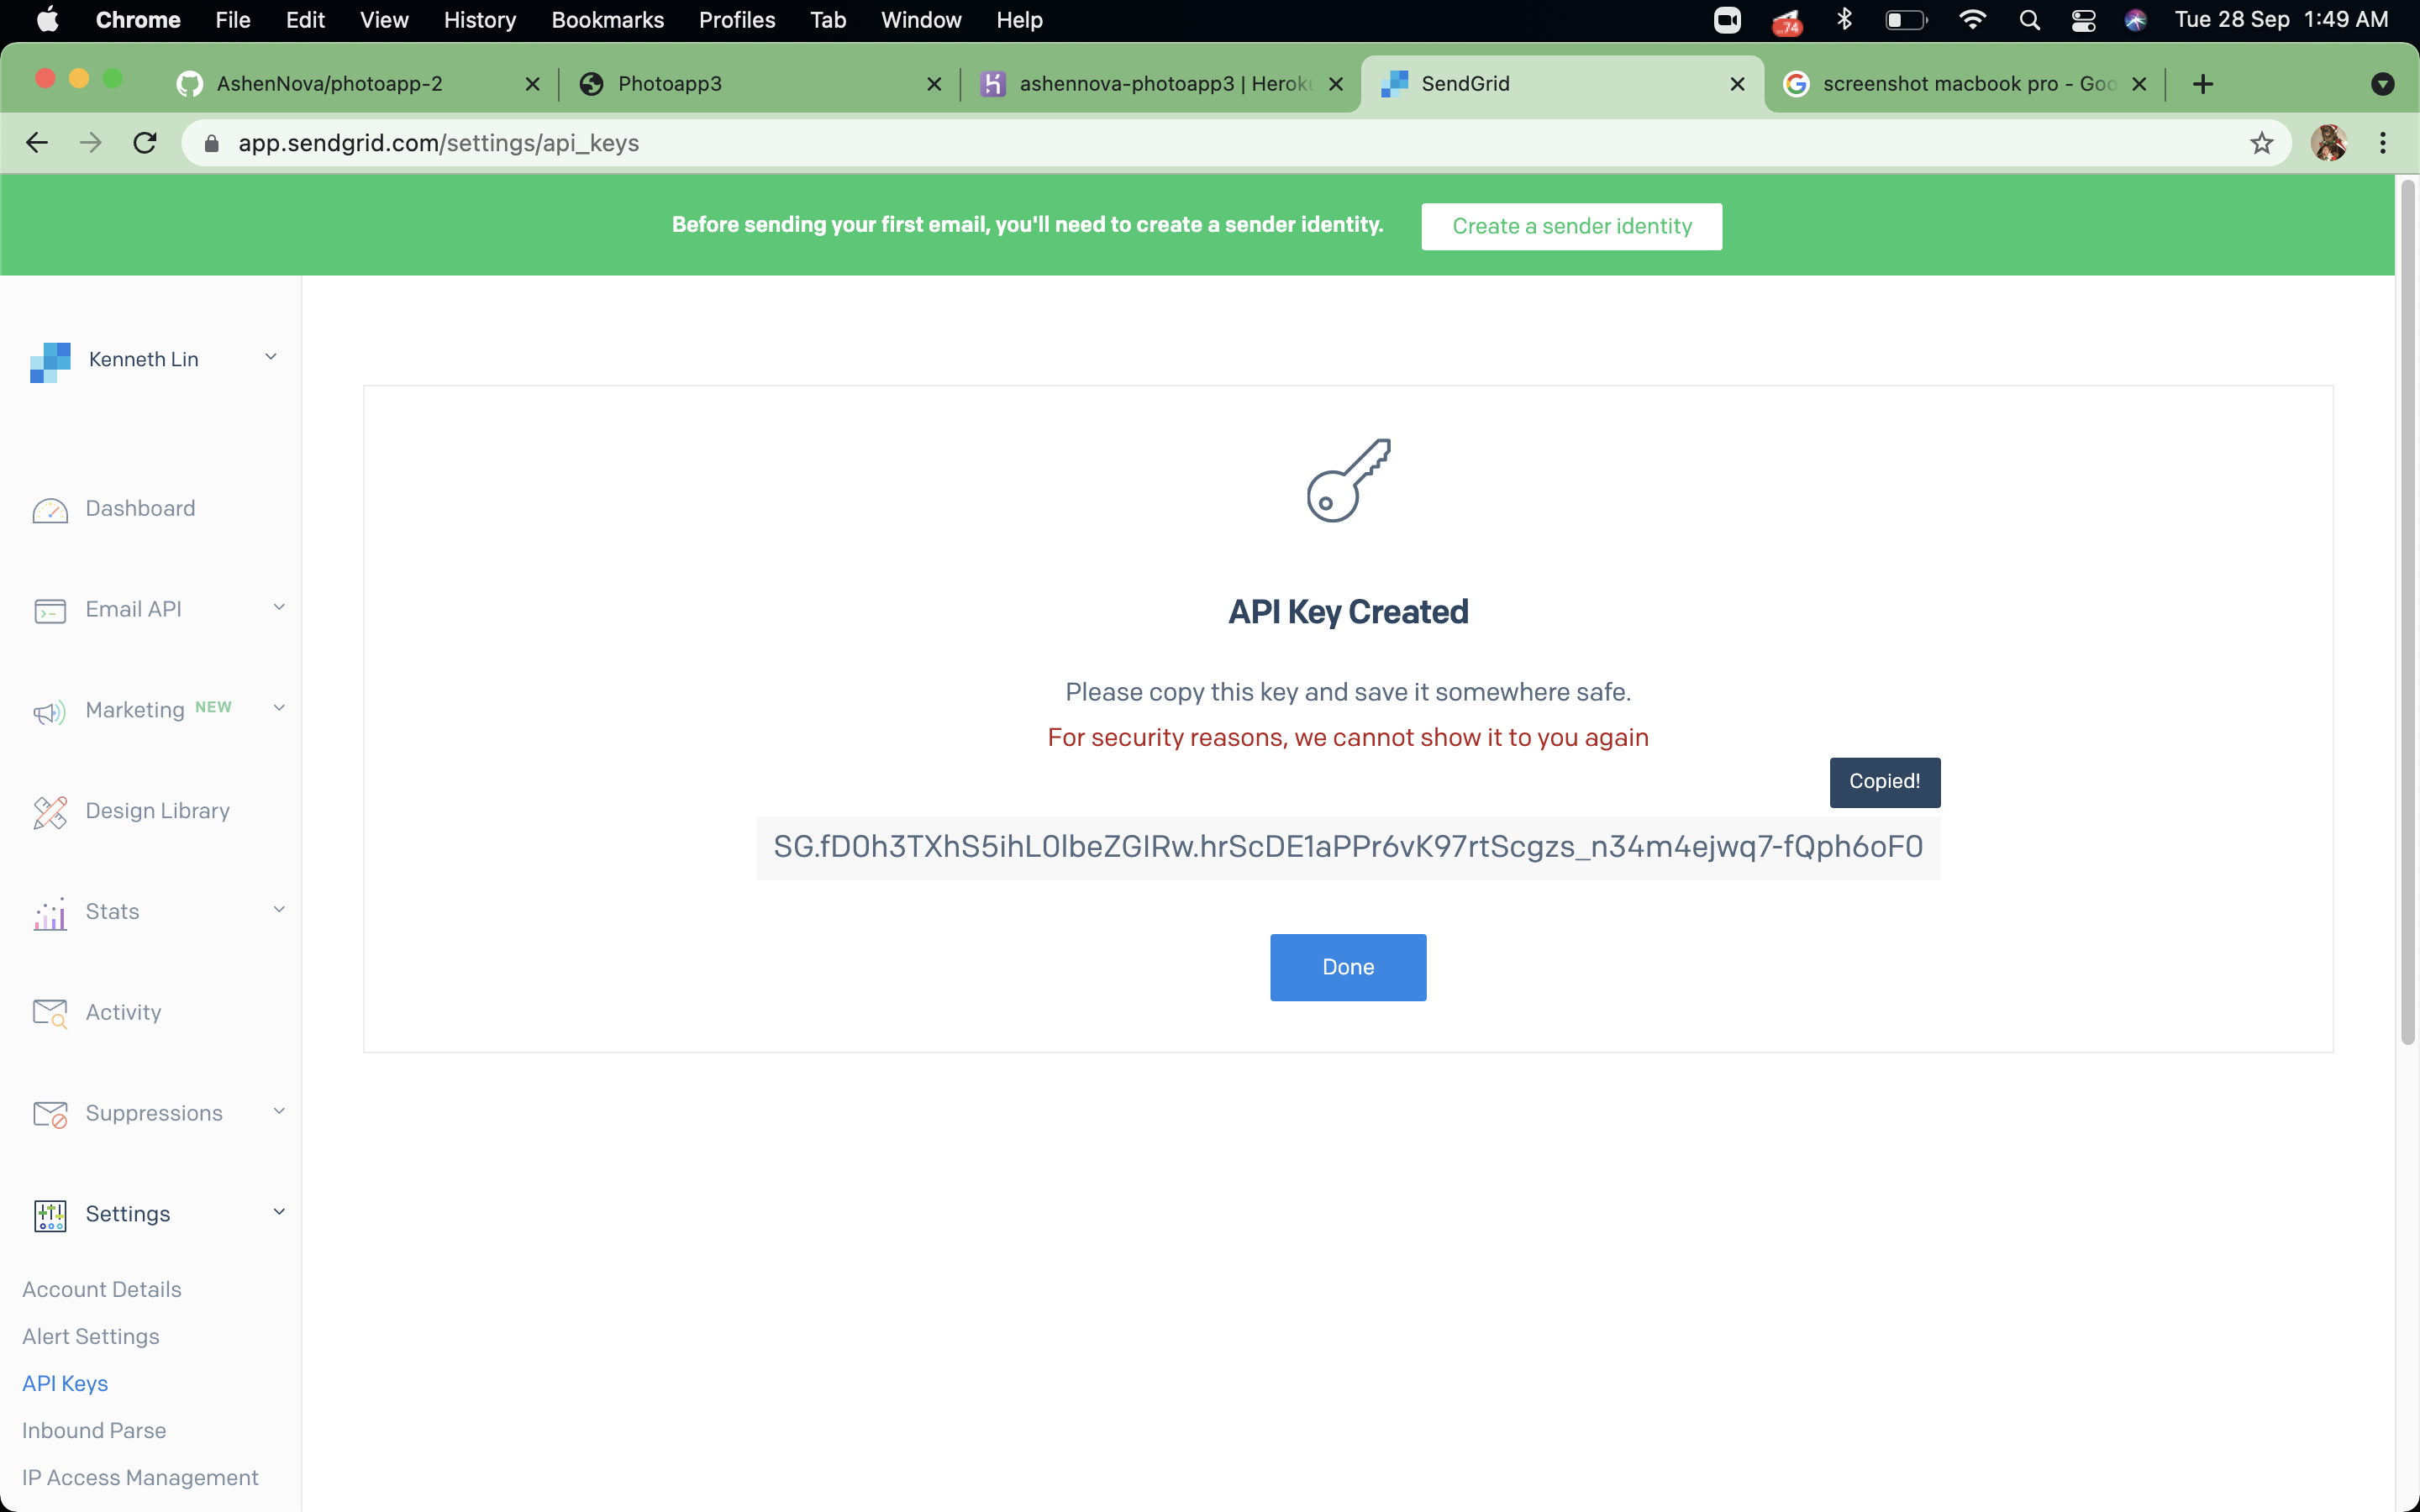 Chrome File Edit View History Bookmarks Profiles Tab Window Help 74 Tue 28 Sep 1:49 AM
AshenNova/photoapp-2 Photoapp3 ashennova-photoapp3 | Heroku SendGrid screenshot macbook pro - Goo
app.sendgrid.com/settings/api_keys
Before sending your first email, you'll need to create a sender identity. Create a sender identity
Kenneth Lin
Dashboard
Email API
Marketing NEW
Design Library
Stats
Activity
Suppressions
Settings
Account Details
Alert Settings
API Keys
Inbound Parse
IP Access Management
API Key Created
Please copy this key and save it somewhere safe.
For security reasons, we cannot show it to you again
Copied!
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
Done